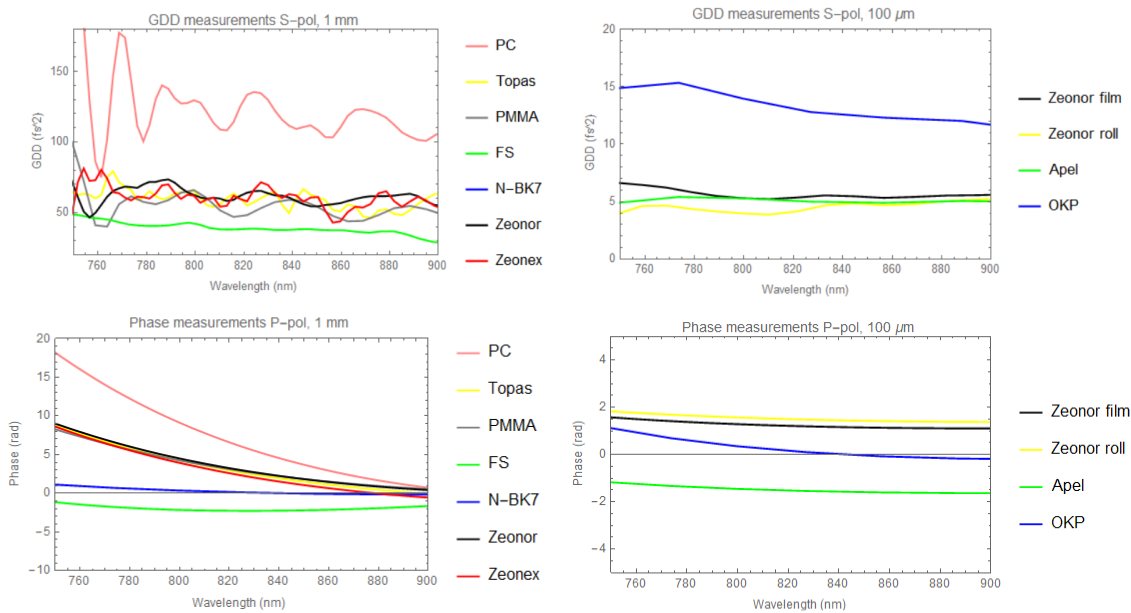 GDD measurements S-pol, 1 mm
150
100
50
GDD (fs^2)
760
780
800
820
840
860
880
900
Wavelength (nm)
PC
Topas
PMMA
FS
N-BK7
Zeonor
Zeonex
GDD measurements S-pol, 100 μm
20
15
10
5
0
GDD (fs^2)
760
780
800
820
840
860
880
900
Wavelength (nm)
Zeonor film
Zeonor roll
Apel
OKP
Phase measurements P-pol, 1 mm
20
15
10
5
0
-5
-10
Phase (rad)
760
780
800
820
840
860
880
900
Wavelength (nm)
PC
Topas
PMMA
FS
N-BK7
Zeonor
Zeonex
Phase measurements P-pol, 100 μm
4
2
0
-2
-4
Phase (rad)
760
780
800
820
840
860
880
900
Wavelength (nm)
Zeonor film
Zeonor roll
Apel
OKP